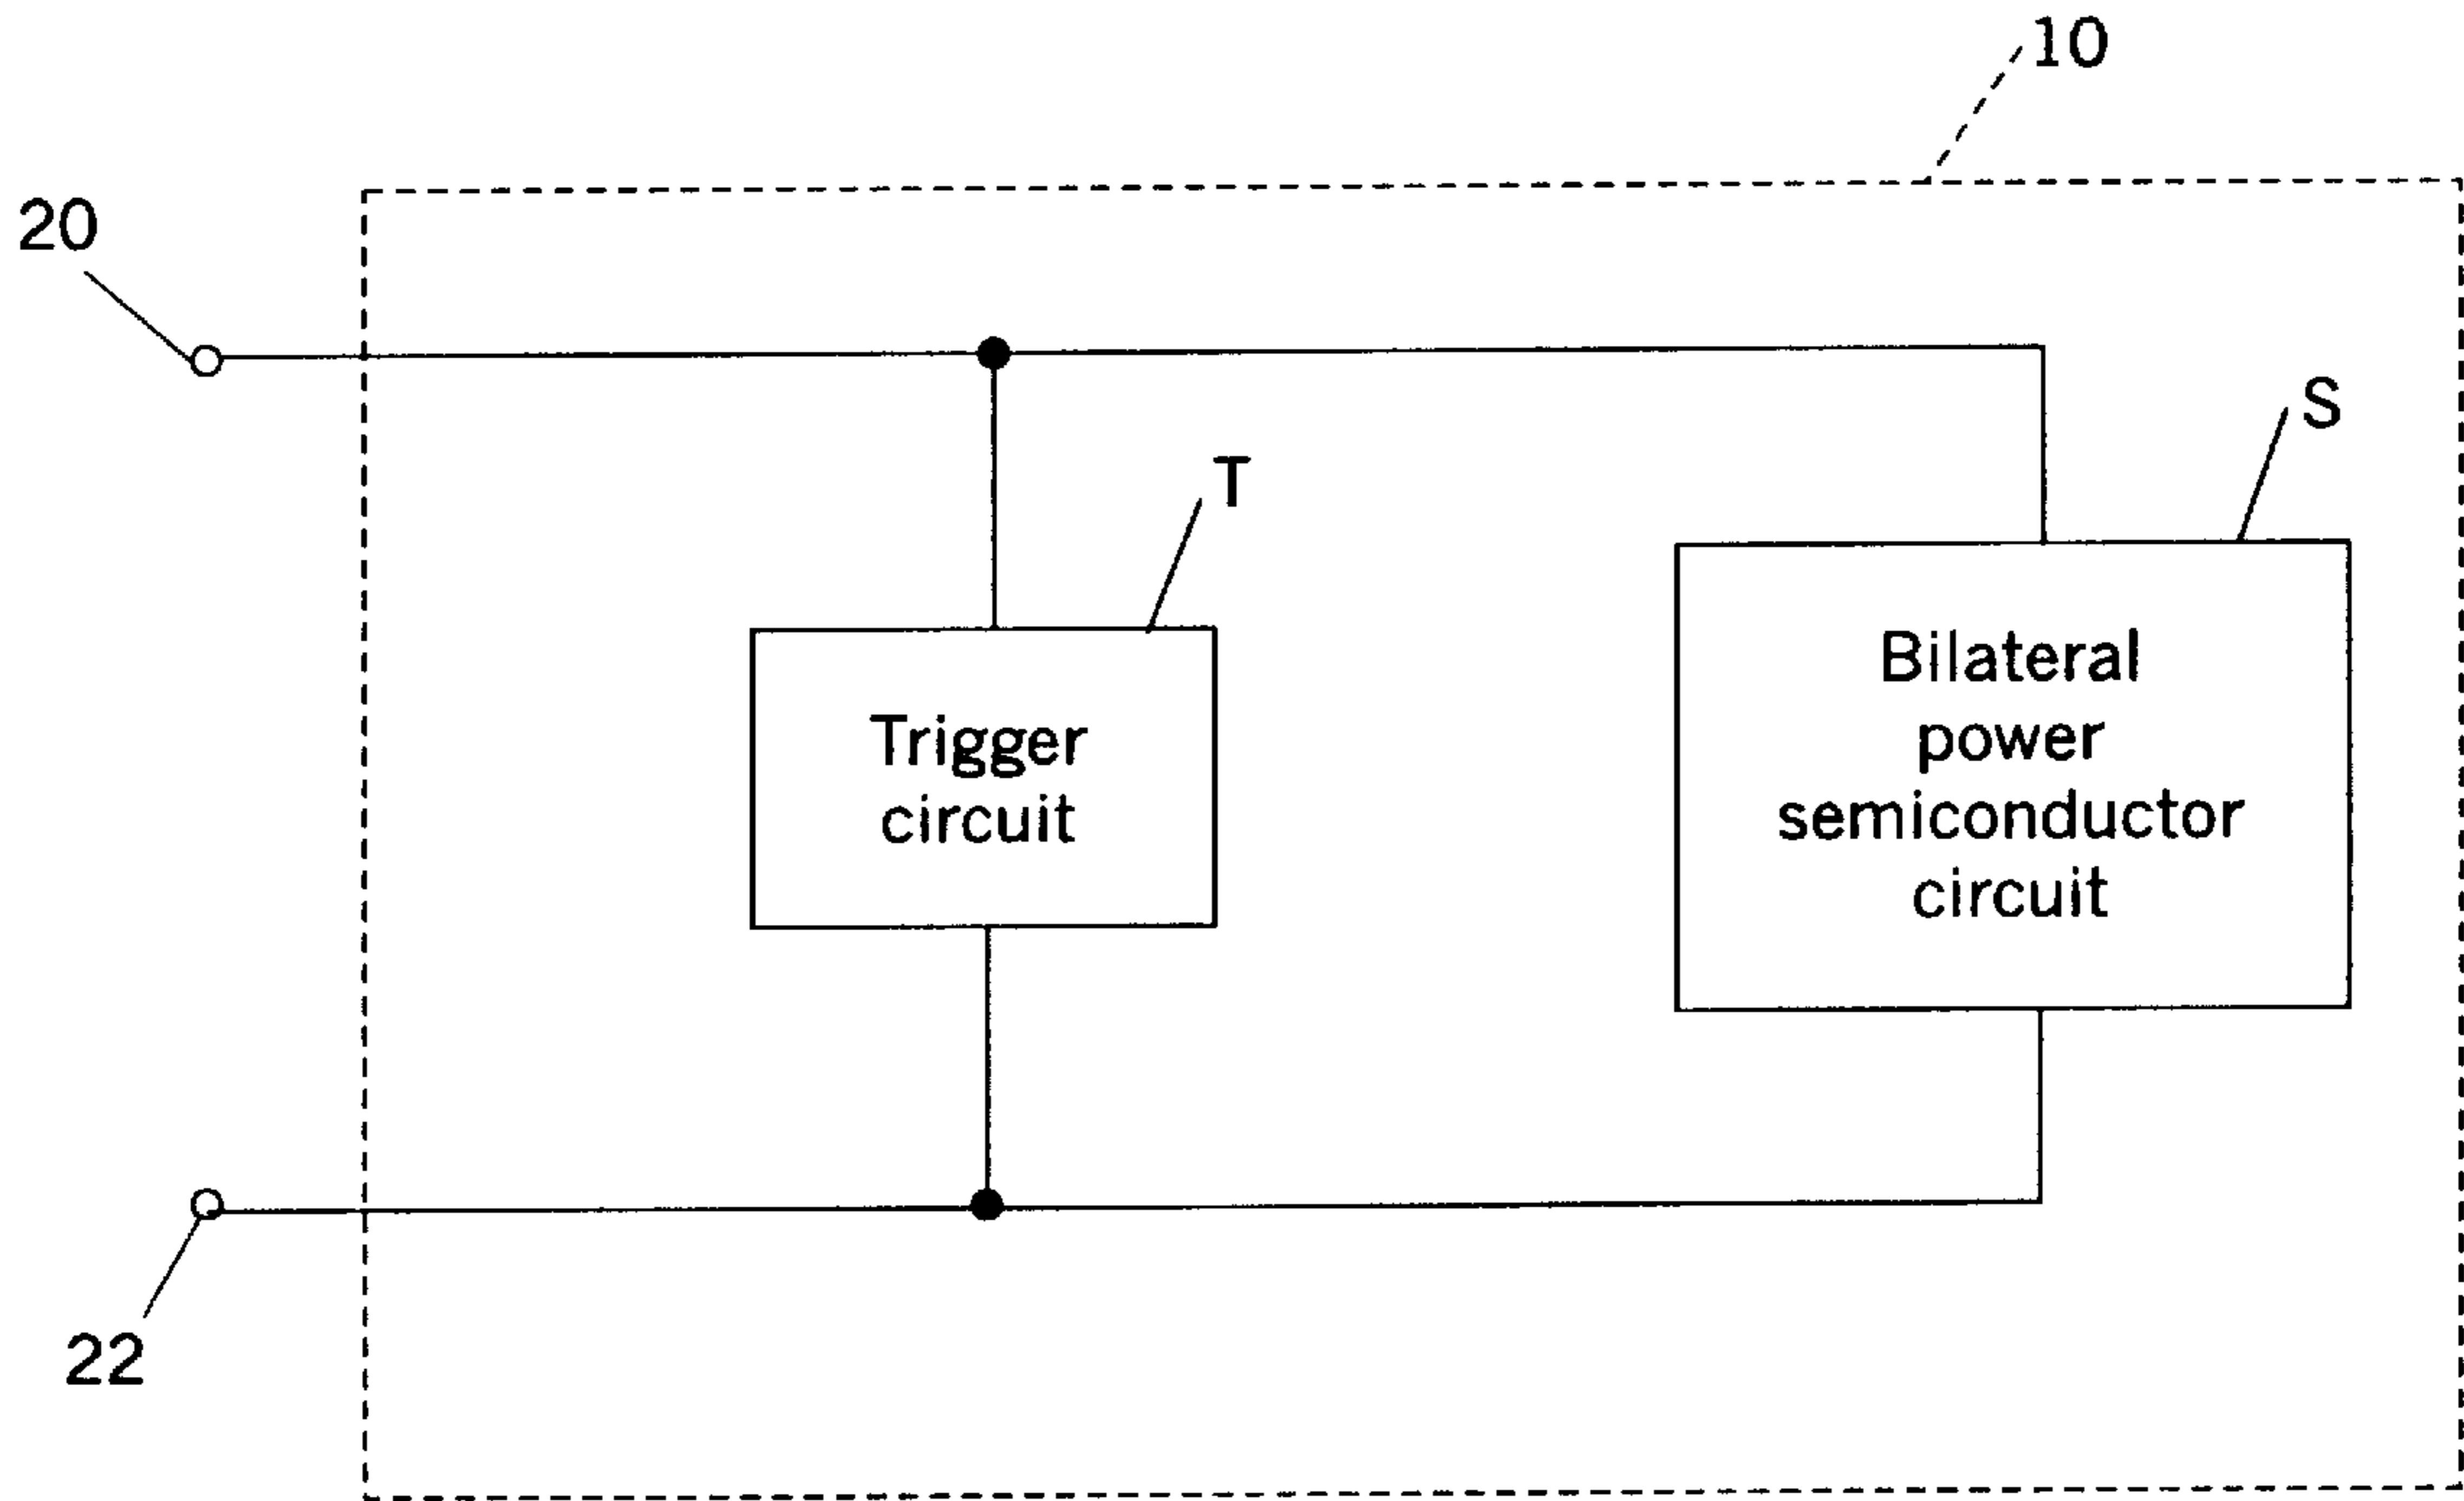 10
20
S
T
Trigger
circuit
Bilateral
power
semiconductor
circuit
22